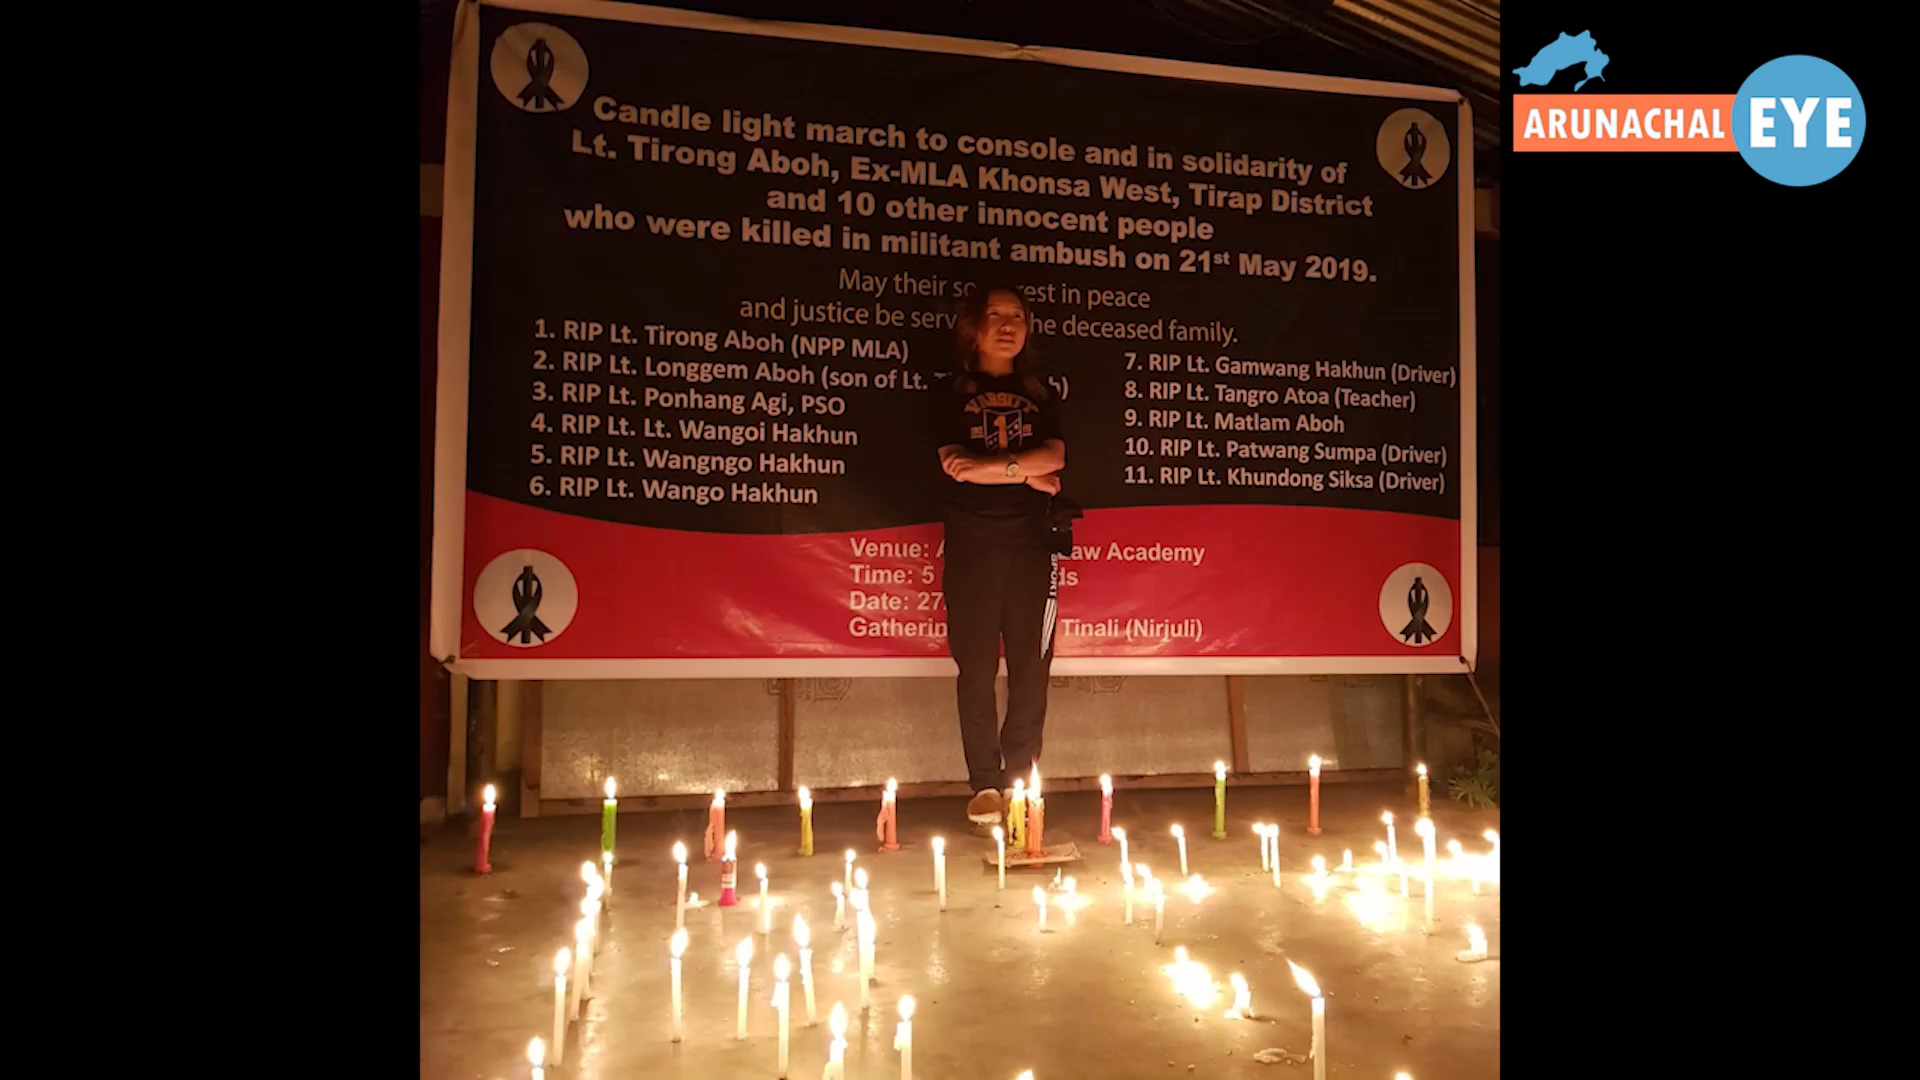 ARUNACHAL EYE
Candle light march to console and in solidarity of
Lt. Tirong Aboh, Ex-MLA Khonsa West, Tirap District
and 10 other innocent people
who were killed in militant ambush on 21st May 2019.
May their rest in peace
and justice be deceased family.
1. RIP Lt. Tirong Aboh (NPP MLA)
2. RIP Lt. Longgem Aboh (son of Lt.
3. RIP Lt. Ponhang Agi, PSO
4. RIP Lt. Lt. Wangoi Hakhun
5. RIP Lt. Wangngo Hakhun
6. RIP Lt. Wango Hakhun
7. RIP Lt. Gamwang Hakhun (Driver)
8. RIP Lt. Tangro Atoa (Teacher)
9. RIP Lt. Matlam Aboh
10. RIP Lt. Patwang Sumpa (Driver)
11. RIP Lt. Khundong Siksa (Driver)
Venue: Academy
Time: 5
Date: 27
Tinali (Nirjuli)
VARSITY
1
SPORT